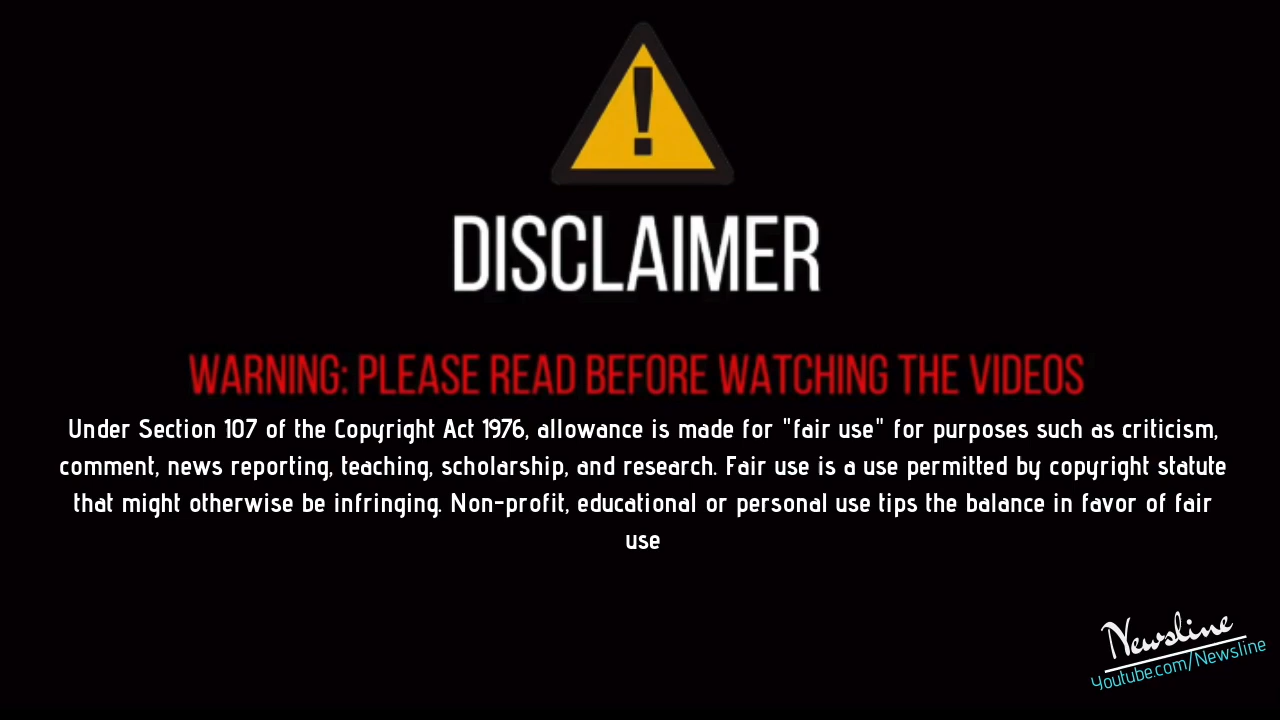 !
DISCLAIMER
WARNING: PLEASE READ BEFORE WATCHING THE VIDEOS
Under Section 107 of the Copyright Act 1976, allowance is made for "fair use" for purposes such as criticism,
comment, news reporting, teaching, scholarship, and research. Fair use is a use permitted by copyright statute
that might otherwise be infringing. Non-profit, educational or personal use tips the balance in favor of fair
use
Newsline
Youtube.com/Newsline